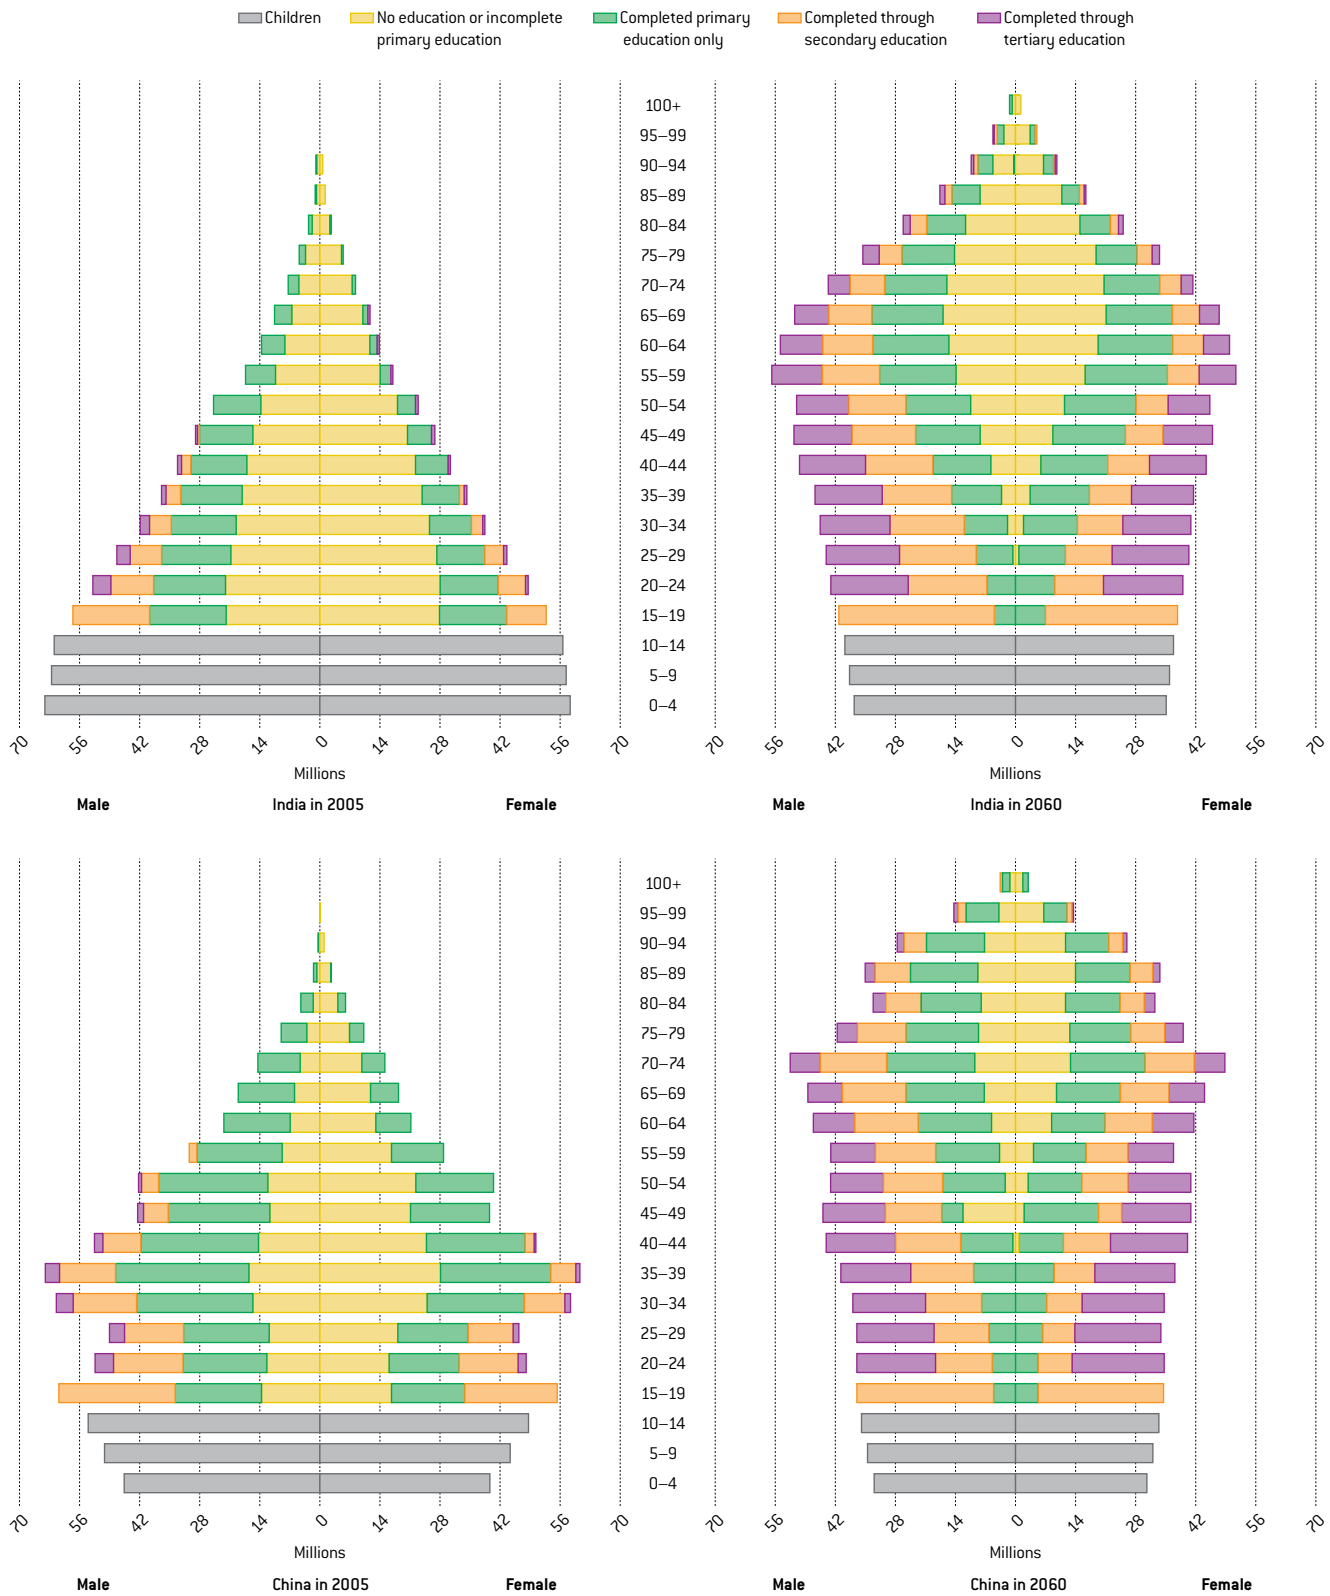 Children
No education or incomplete
primary education
Completed primary
education only
Completed through
secondary education
Completed through
tertiary education
100+
95–99
90–94
85–89
80–84
75–79
70–74
65–69
60–64
55–59
50–54
45–49
40–44
35–39
30–34
25–29
20–24
15–19
10–14
5–9
0–4
70 56 42 28 14 0 14 28 42 56 70
70 56 42 28 14 0 14 28 42 56 70
Millions Millions
Male India in 2005 Female Male India in 2060 Female
100+
95–99
90–94
85–89
80–84
75–79
70–74
65–69
60–64
55–59
50–54
45–49
40–44
35–39
30–34
25–29
20–24
15–19
10–14
5–9
0–4
70 56 42 28 14 0 14 28 42 56 70
70 56 42 28 14 0 14 28 42 56 70
Millions Millions
Male China in 2005 Female Male China in 2060 Female